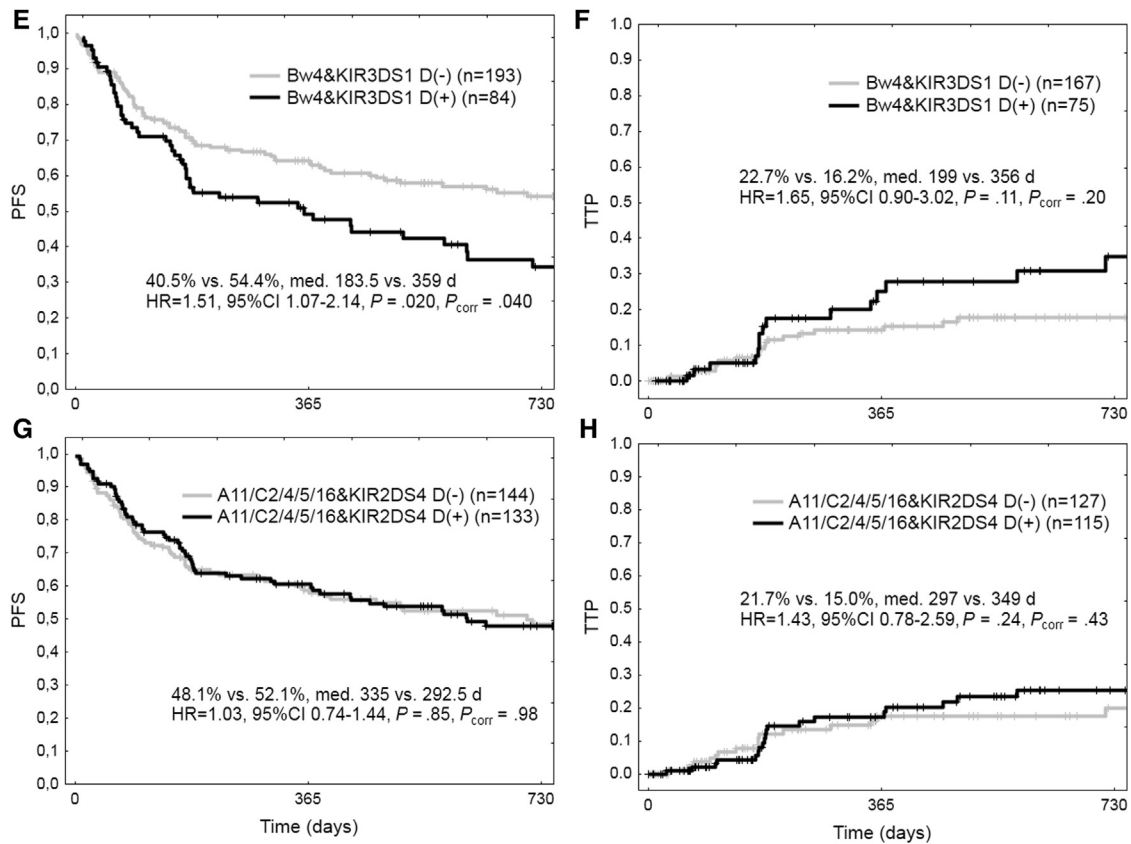 E
1,0
0,9
0,8
0,7
0,6
0,5
0,4
0,3
0,2
0,1
0,0
PFS
Bw4&KIR3DS1 D(-) (n=193)
Bw4&KIR3DS1 D(+) (n=84)
40.5% vs. 54.4%, med. 183.5 vs. 359 d
HR=1.51, 95%CI 1.07-2.14, P = .020, Pcorr = .040
0
365
730
F
1.0
0.9
0.8
0.7
0.6
0.5
0.4
0.3
0.2
0.1
0.0
TTP
Bw4&KIR3DS1 D(-) (n=167)
Bw4&KIR3DS1 D(+) (n=75)
22.7% vs. 16.2%, med. 199 vs. 356 d
HR=1.65, 95%CI 0.90-3.02, P = .11, Pcorr = .20
0
365
730
G
1,0
0,9
0,8
0,7
0,6
0,5
0,4
0,3
0,2
0,1
0,0
PFS
A11/C2/4/5/16&KIR2DS4 D(-) (n=144)
A11/C2/4/5/16&KIR2DS4 D(+) (n=133)
48.1% vs. 52.1%, med. 335 vs. 292.5 d
HR=1.03, 95%CI 0.74-1.44, P = .85, Pcorr = .98
0
365
730
Time (days)
H
1.0
0.9
0.8
0.7
0.6
0.5
0.4
0.3
0.2
0.1
0.0
TTP
A11/C2/4/5/16&KIR2DS4 D(-) (n=127)
A11/C2/4/5/16&KIR2DS4 D(+) (n=115)
21.7% vs. 15.0%, med. 297 vs. 349 d
HR=1.43, 95%CI 0.78-2.59, P = .24, Pcorr = .43
0
365
730
Time (days)